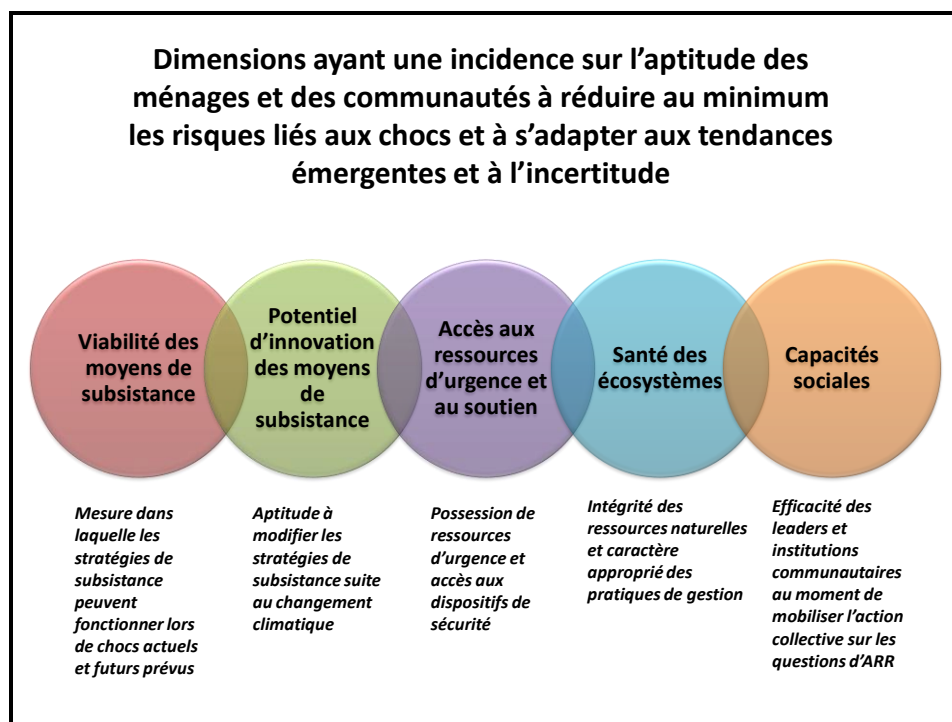 Dimensions ayant une incidence sur l’aptitude des
ménages et des communautés à réduire au minimum
les risques liés aux chocs et à s’adapter aux tendances
émergentes et à l’incertitude
Viabilité des
moyens de
subsistance
Potentiel
d’innovation
des moyens
de
subsistance
Accès aux
ressources
d’urgence et
au soutien
Santé des
écosystèmes
Capacités
sociales
Mesure dans
laquelle les
stratégies de
subsistance
peuvent
fonctionner lors
de chocs actuels
et futurs prévus
Aptitude à
modifier les
stratégies de
subsistance suite
au changement
climatique
Possession de
ressources
d’urgence et
accès aux
dispositifs de
sécurité
Intégrité des
ressources naturelles
et caractère
approprié des
pratiques de gestion
Efficacité des
leaders et
institutions
communautaires
au moment de
mobiliser l’action
collective sur les
questions d’ARR